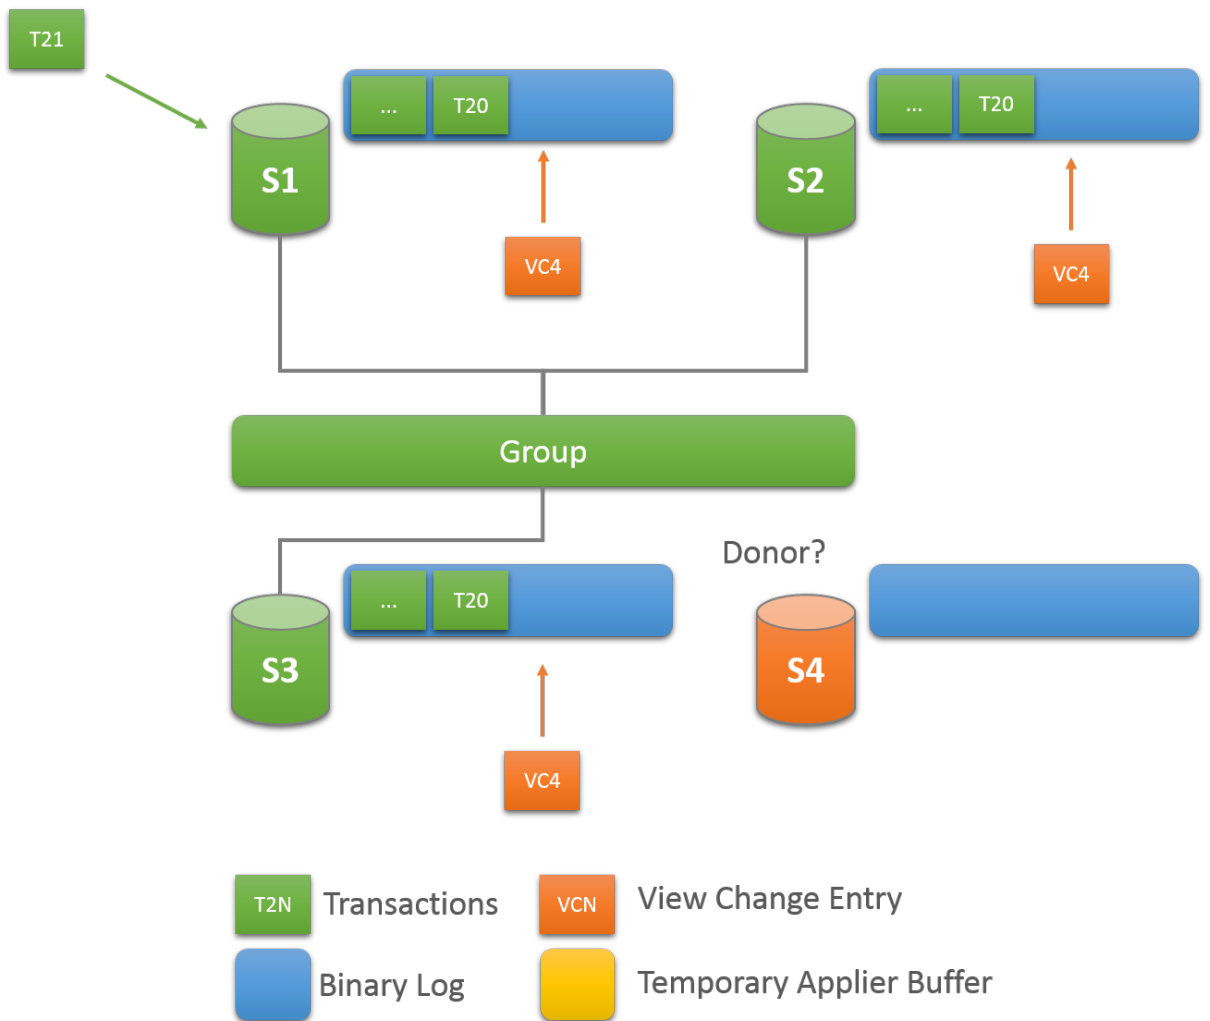 T21
... T20
... T20
S1
S2
VC4
VC4
Group
Donor?
... T20
S3
S4
VC4
T2N Transactions
VCN View Change Entry
Binary Log
Temporary Applier Buffer